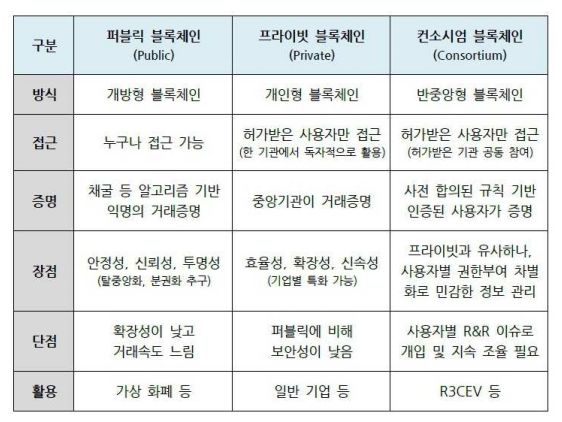 구분
퍼블릭 블록체인
(Public)
프라이빗 블록체인
(Private)
컨소시엄 블록체인
(Consortium)
방식
개방형 블록체인
개인형 블록체인
반중앙형 블록체인
접근
누구나 접근 가능
허가받은 사용자만 접근
(한 기관에서 독자적으로 활용)
허가받은 사용자만 접근
(허가받은 기관 공동 참여)
증명
채굴 등 알고리즘 기반
익명의 거래증명
중앙기관이 거래증명
사전 합의된 규칙 기반
인증된 사용자가 증명
장점
안정성, 신뢰성, 투명성
(탈중앙화, 분권화 추구)
효율성, 확장성, 신속성
(기업별 특화 가능)
프라이빗과 유사하나,
사용자별 권한부여 차별
화로 민감한 정보 관리
단점
확장성이 낮고
거래속도 느림
퍼블릭에 비해
보안성이 낮음
사용자별 R&R 이슈로
개입 및 지속 조율 필요
활용
가상 화폐 등
일반 기업 등
R3CEV 등